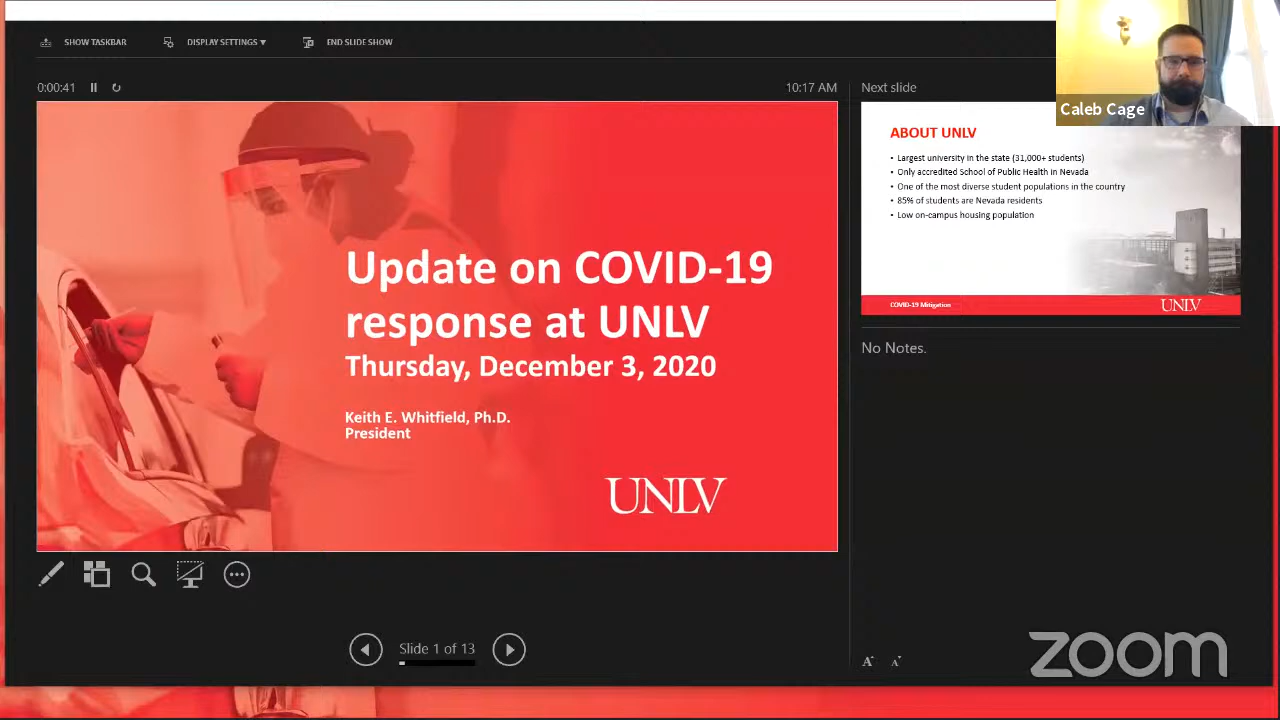 SHOW TASKBAR
DISPLAY SETTINGS ▾
END SLIDE SHOW
0:00:41
10:17 AM
Update on COVID-19
response at UNLV
Thursday, December 3, 2020
Keith E. Whitfield, Ph.D.
President
UNLV
Slide 1 of 13
Next slide
ABOUT UNLV
• Largest university in the state (31,000+ students)
• Only accredited School of Public Health in Nevada
• One of the most diverse student populations in the country
• 85% of students are Nevada residents
• Low on-campus housing population
COVID-19 Mitigation
UNLV
No Notes.
A A
Caleb Cage
zoom